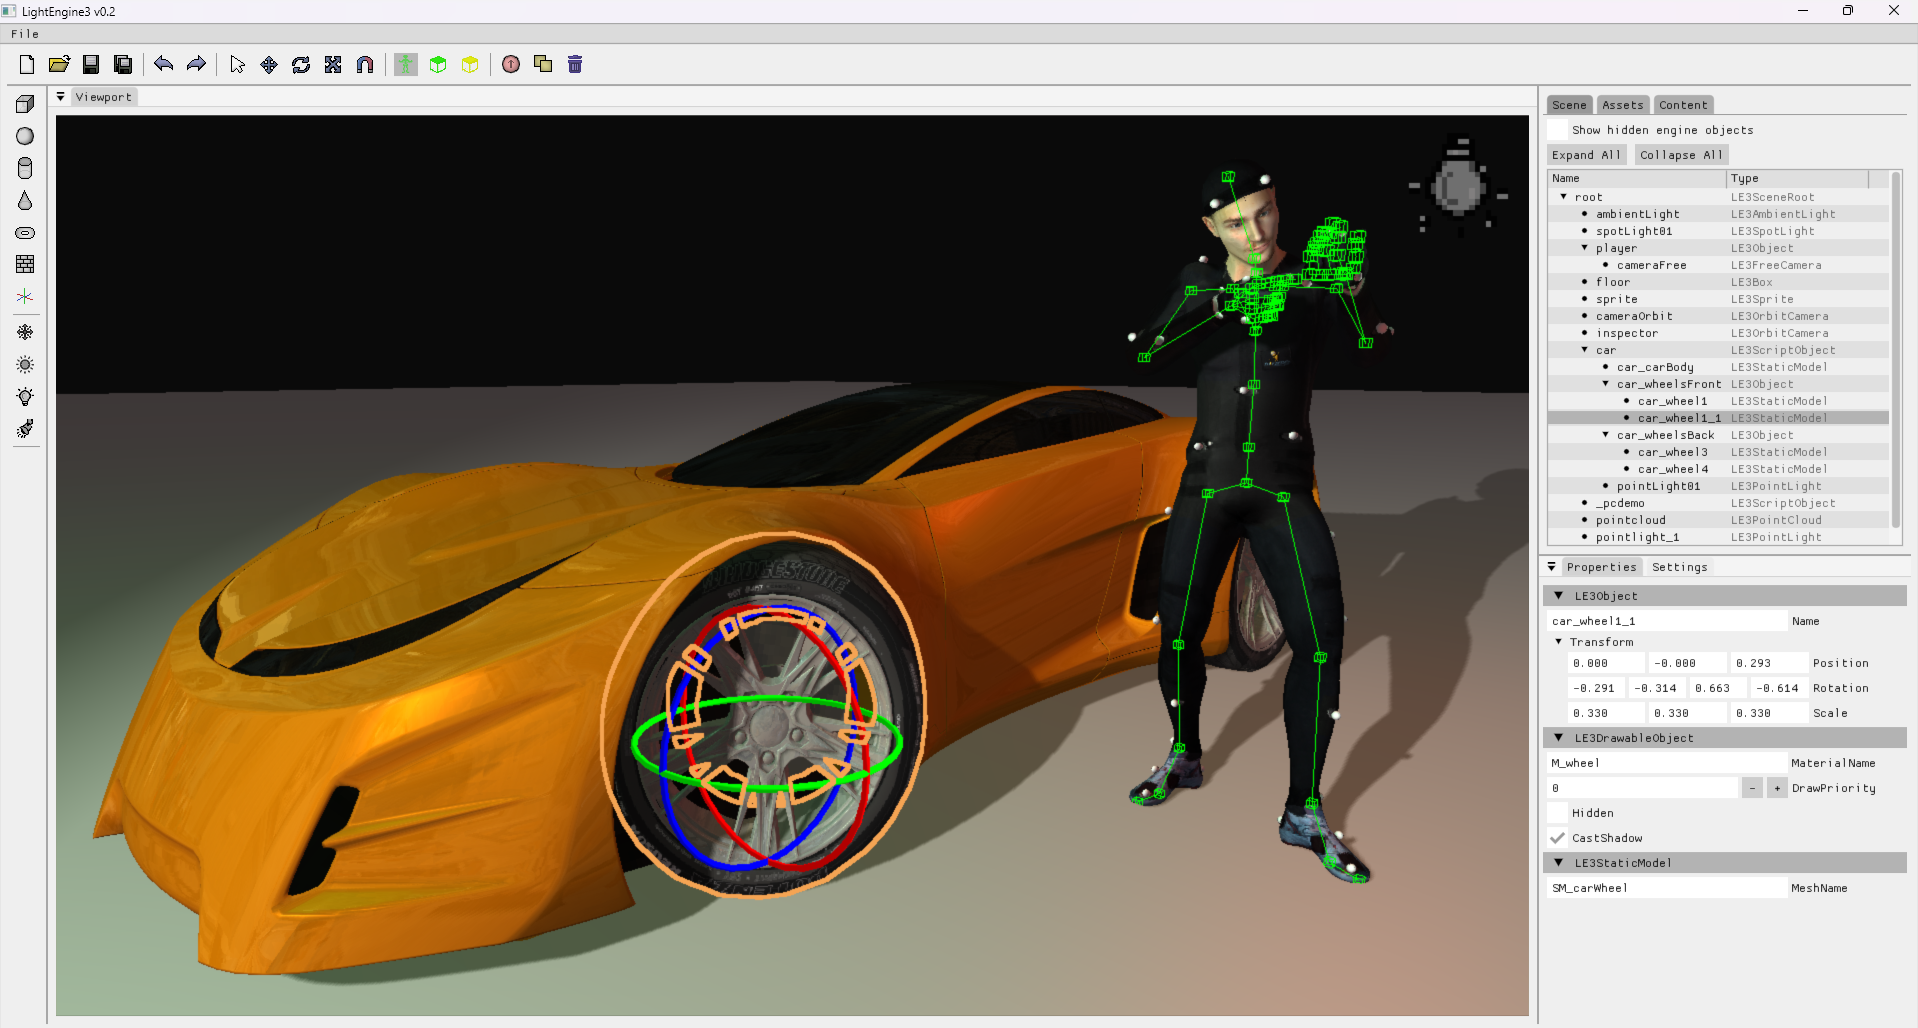 LightEngine3 v0.2
File
Viewport
Scene Assets Content
Show hidden engine objects
Expand All Collapse All
Name Type
root LE3SceneRoot
ambientLight LE3AmbientLight
spotLight01 LE3SpotLight
player LE3Object
cameraFree LE3FreeCamera
floor LE3Box
sprite LE3Sprite
cameraOrbit LE3OrbitCamera
inspector LE3OrbitCamera
car LE3ScriptObject
car_carBody LE3StaticModel
car_wheelsFront LE3Object
car_wheel1 LE3StaticModel
car_wheel1_1 LE3StaticModel
car_wheelsBack LE3Object
car_wheel3 LE3StaticModel
car_wheel4 LE3StaticModel
pointLight01 LE3PointLight
_pcdemo LE3ScriptObject
pointcloud LE3PointCloud
pointlight_1 LE3PointLight
Properties Settings
LE3Object
car_wheel1_1 Name
Transform
0.000 -0.000 0.293 Position
-0.291 -0.314 0.663 -0.614 Rotation
0.330 0.330 0.330 Scale
LE3DrawableObject
M_wheel MaterialName
0 - + DrawPriority
Hidden
CastShadow
LE3StaticModel
SM_carWheel MeshName